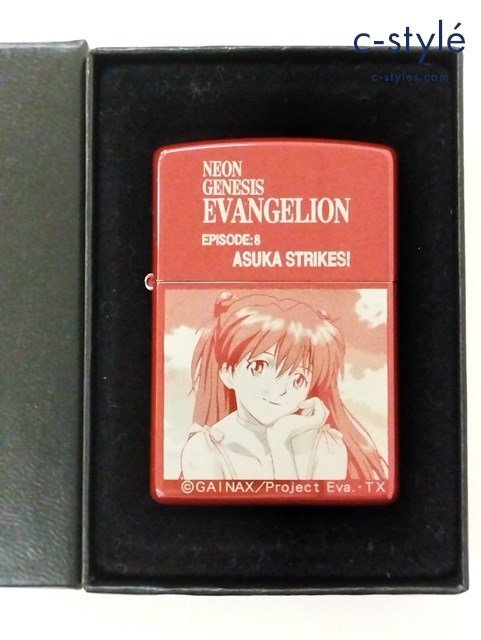 c-stylé
c-styles.com
NEON
GENESIS
EVANGELION
EPISODE:8
ASUKA STRIKES!
©GAINAX/Project Eva.・TX